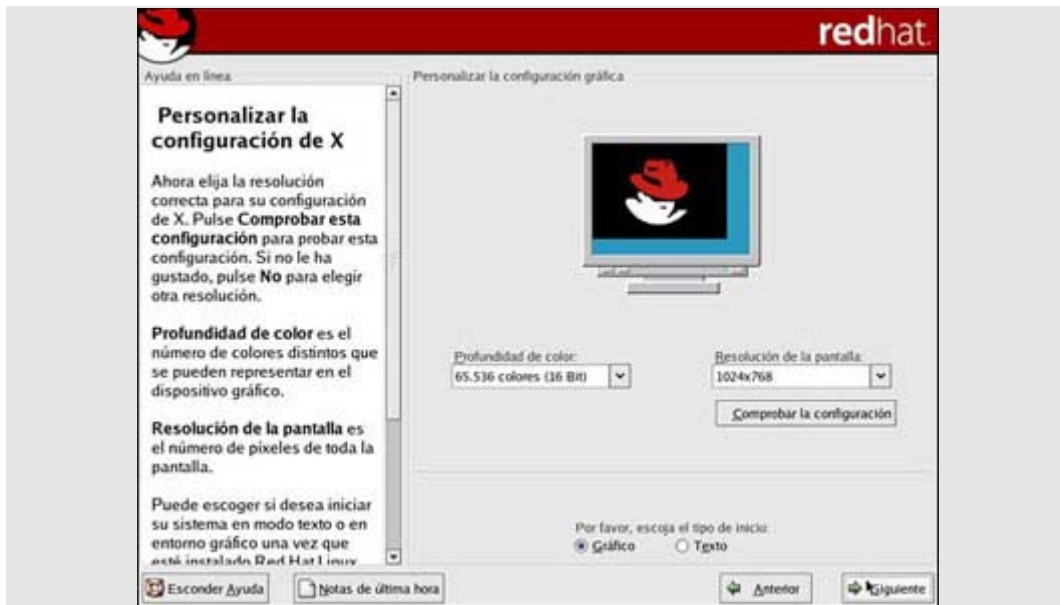 redhat.
Ayuda en línea
Personalizar la
configuración de X
Ahora elija la resolución
correcta para su configuración
de X. Pulse Comprobar esta
configuración para probar esta
configuración. Si no le ha
gustado, pulse No para elegir
otra resolución.
Profundidad de color es el
número de colores distintos que
se pueden representar en el
dispositivo gráfico.
Resolución de la pantalla es
el número de píxeles de toda la
pantalla.
Puede escoger si desea iniciar
su sistema en modo texto o en
entorno gráfico una vez que
esté instalado Red Hat Linux
Personalizar la configuración gráfica
Profundidad de color:
65.536 colores (16 Bit)
Resolución de la pantalla:
1024x768
Comprobar la configuración
Por favor, escoja el tipo de inicio:
Gráfico
Texto
Esconder Ayuda
Notas de última hora
Anterior
Siguiente